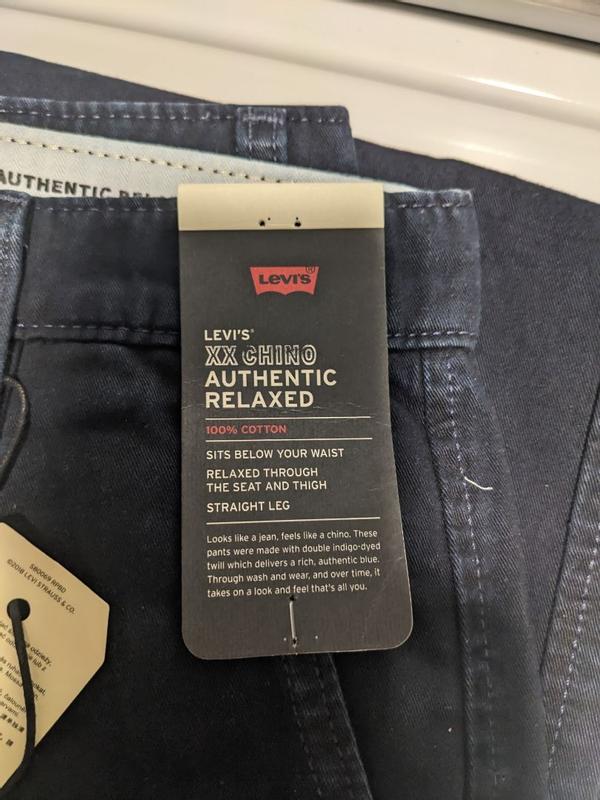 AUTHENTIC
LEVI'S®
LEVI'S®
XX CHINO
AUTHENTIC
RELAXED
100% COTTON
SITS BELOW YOUR WAIST
RELAXED THROUGH
THE SEAT AND THIGH
STRAIGHT LEG
Looks like a jean, feels like a chino. These
pants were made with double indigo-dyed
twill which delivers a rich, authentic blue.
Through wash and wear, and over time, it
takes on a look and feel that's all you.
580069 RPBD
©2018 LEVI STRAUSS & CO.